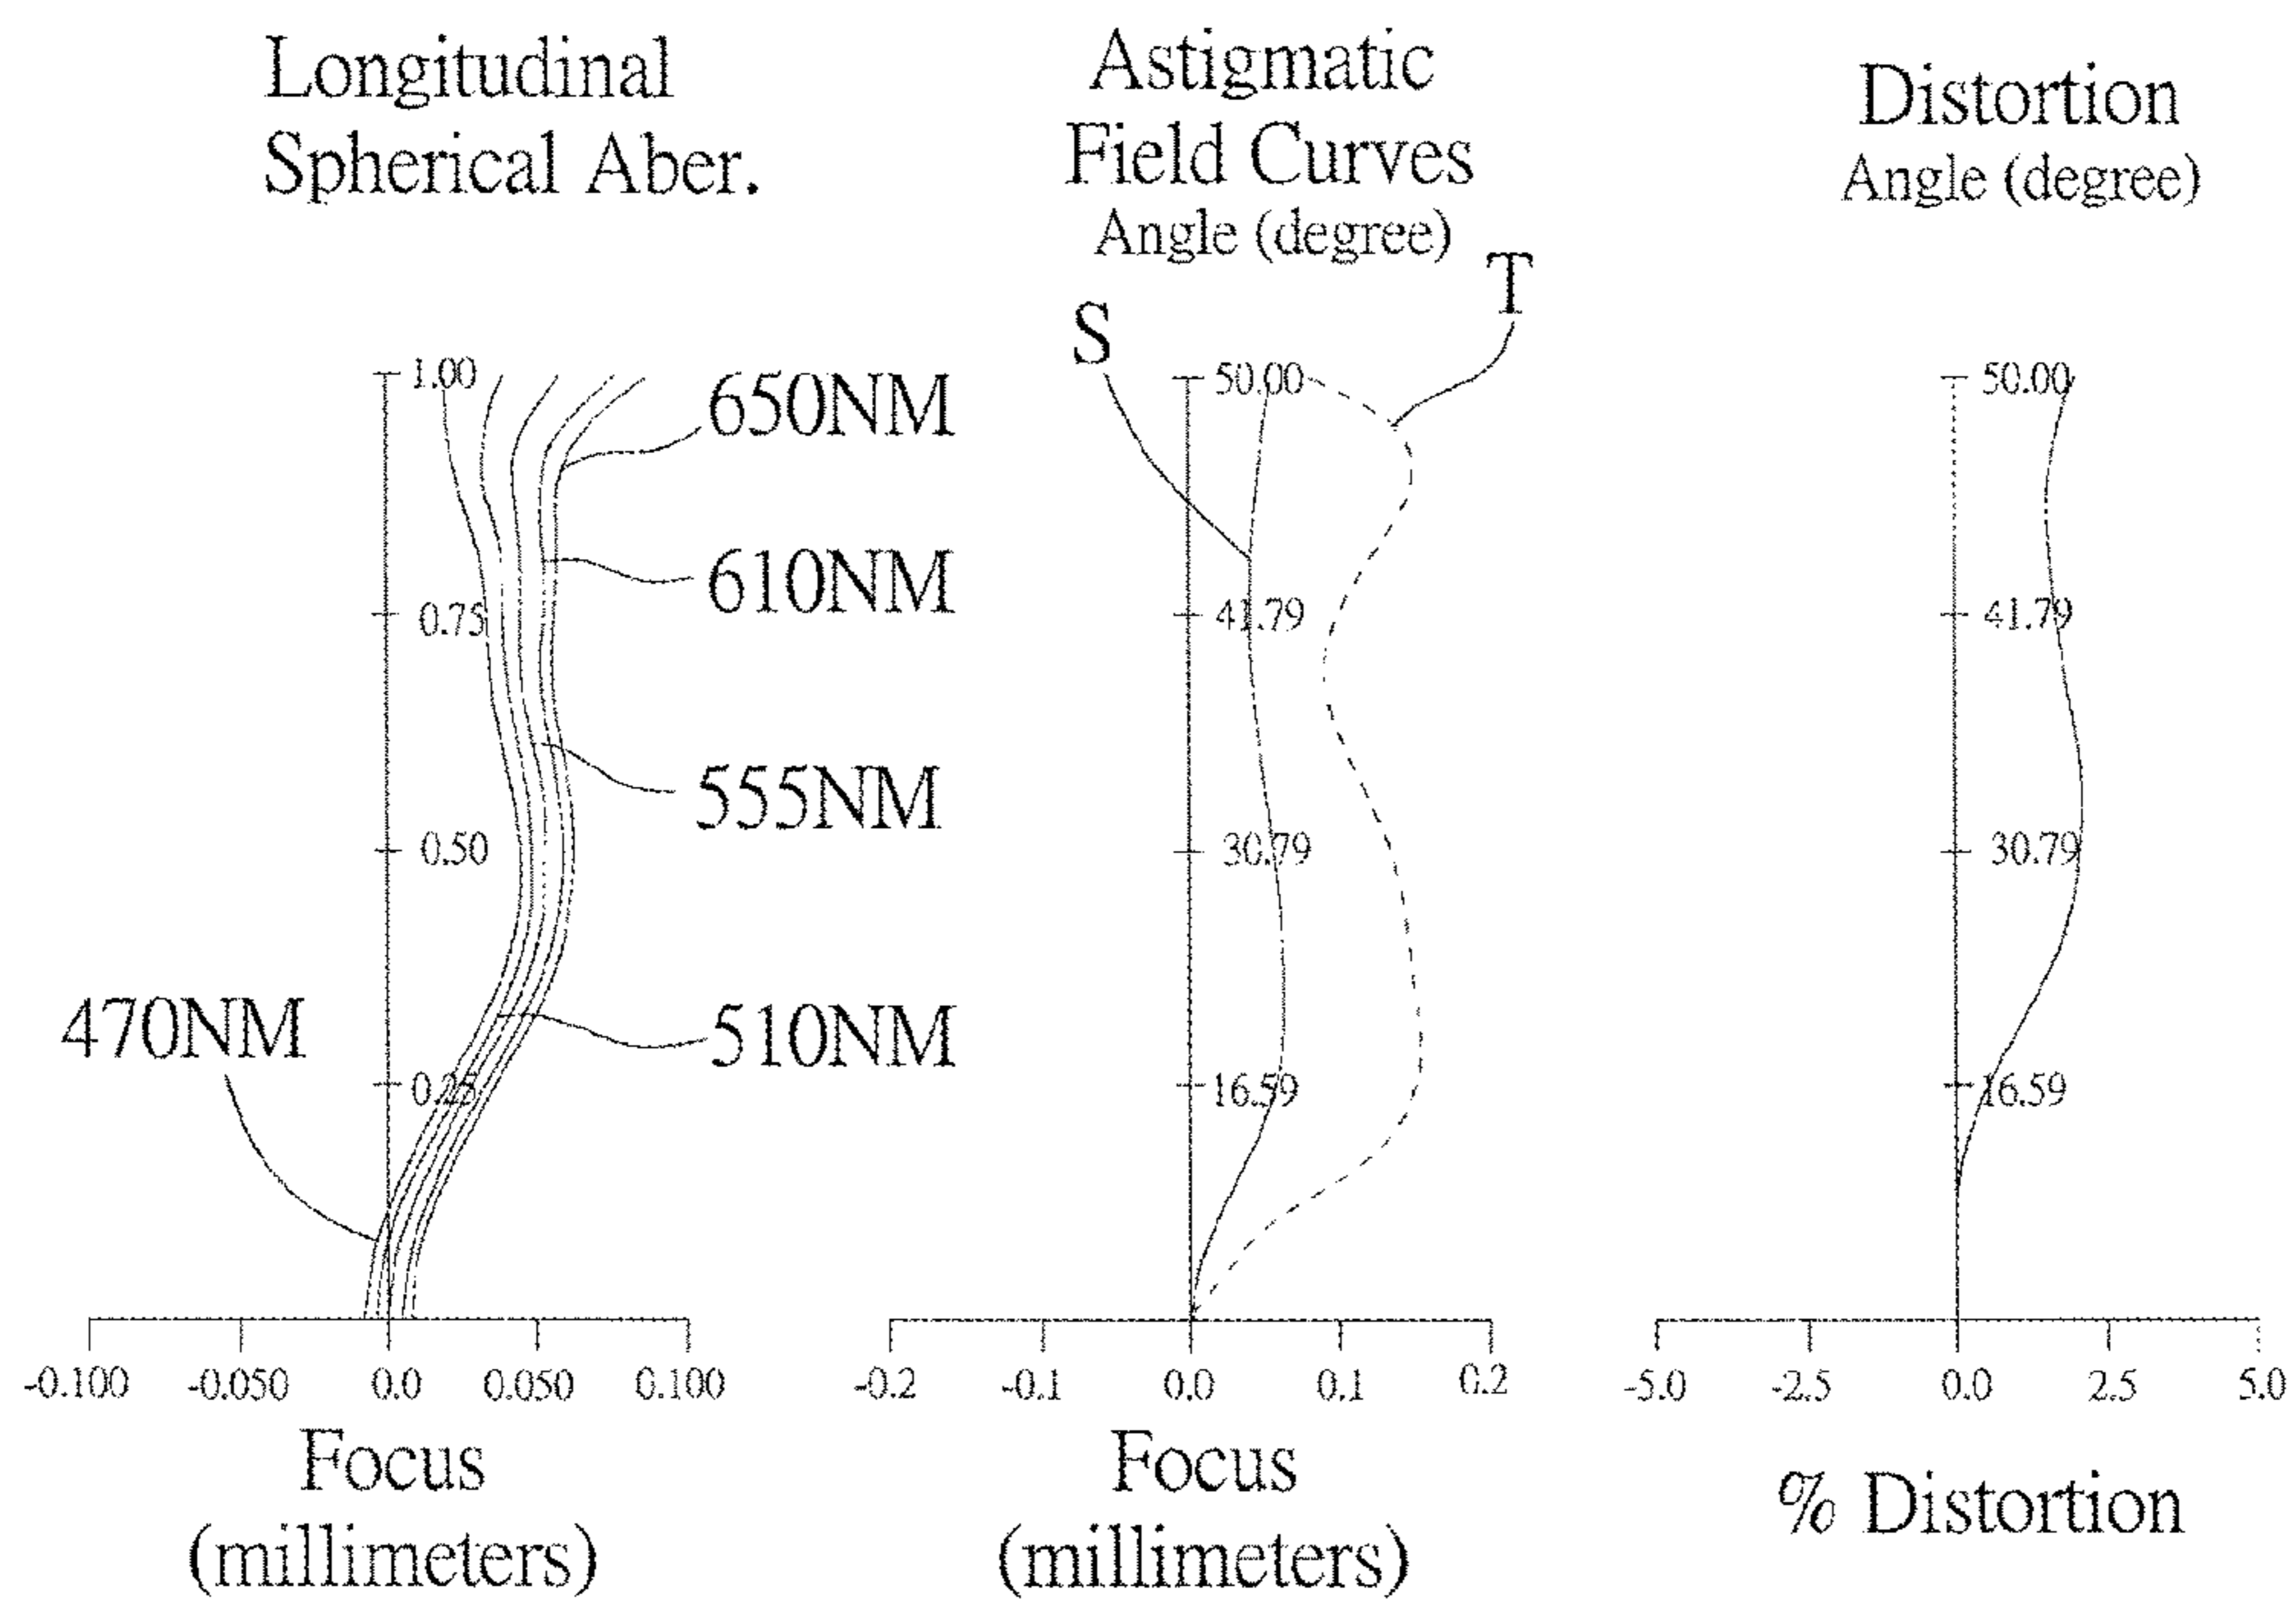 Longitudinal
Spherical Aber.
1.00
0.75
0.50
0.25
650NM
610NM
555NM
510NM
470NM
-0.100 -0.050 0.0 0.050 0.100
Focus
(millimeters)
Astigmatic
Field Curves
Angle (degree)
S
T
50.00
41.79
30.79
16.59
-0.2 -0.1 0.0 0.1 0.2
Focus
(millimeters)
Distortion
Angle (degree)
50.00
41.79
30.79
16.59
-5.0 -2.5 0.0 2.5 5.0
% Distortion